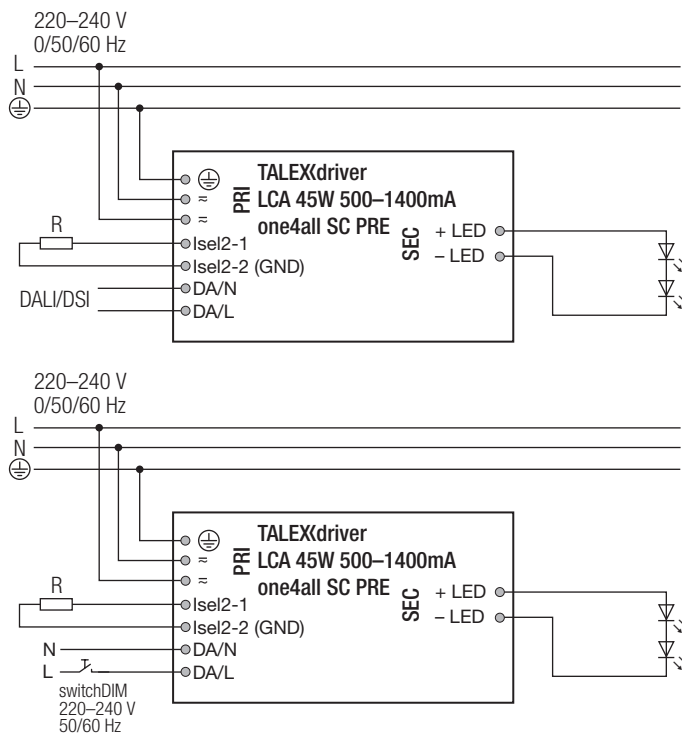 220–240 V
0/50/60 Hz
L
N
TALEXXdriver
LCA 45W 500–1400mA
one4all SC PRE
PRI
≂
≂
R
Isel2-1
Isel2-2 (GND)
DALI/DSI
DA/N
DA/L
SEC
+ LED
– LED
220–240 V
0/50/60 Hz
L
N
TALEXXdriver
LCA 45W 500–1400mA
one4all SC PRE
PRI
≂
≂
R
Isel2-1
Isel2-2 (GND)
N
DA/N
L
DA/L
switchDIM
220–240 V
50/60 Hz
SEC
+ LED
– LED